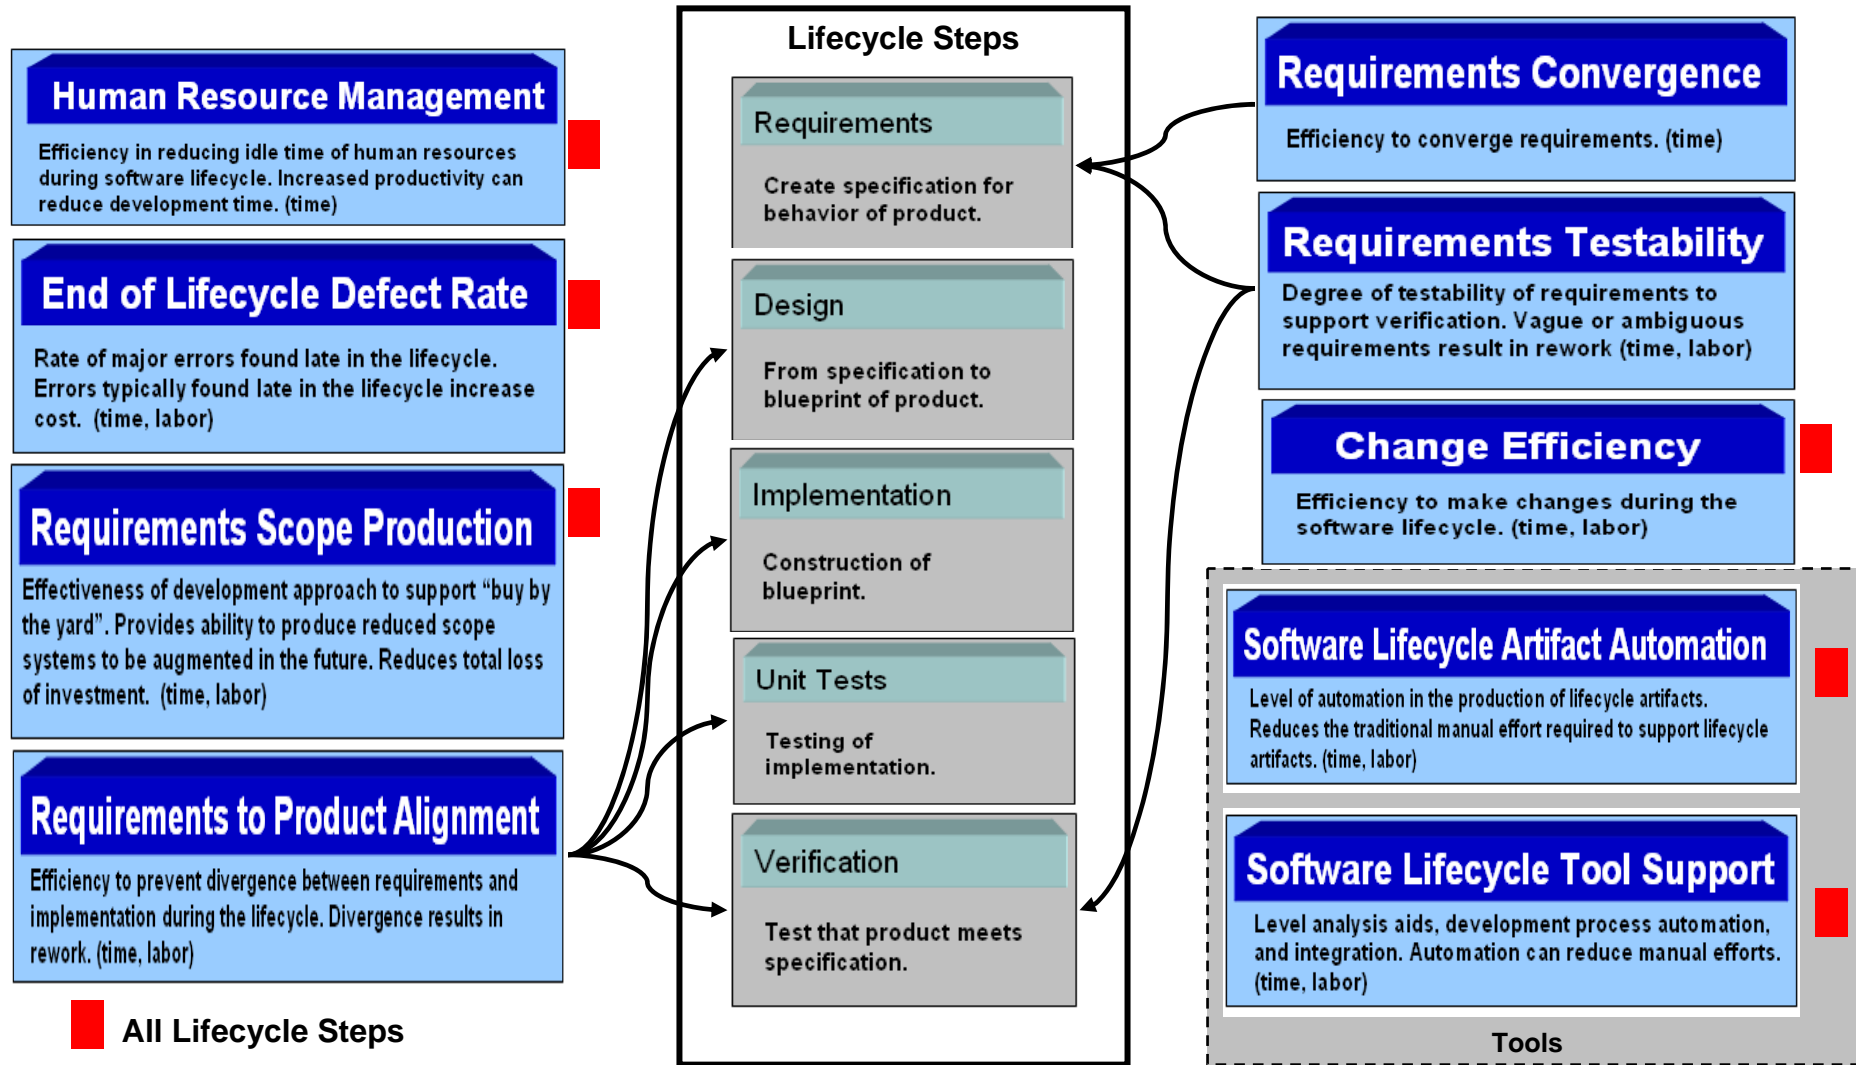 Human Resource Management
Efficiency in reducing idle time of human resources
during software lifecycle. Increased productivity can
reduce development time. (time)
End of Lifecycle Defect Rate
Rate of major errors found late in the lifecycle.
Errors typically found late in the lifecycle increase
cost. (time, labor)
Requirements Scope Production
Effectiveness of development approach to support “buy by
the yard”. Provides ability to produce reduced scope
systems to be augmented in the future. Reduces total loss
of investment. (time, labor)
Requirements to Product Alignment
Efficiency to prevent divergence between requirements and
implementation during the lifecycle. Divergence results in
rework. (time, labor)
All Lifecycle Steps
Lifecycle Steps
Requirements
Create specification for
behavior of product.
Design
From specification to
blueprint of product.
Implementation
Construction of
blueprint.
Unit Tests
Testing of
implementation.
Verification
Test that product meets
specification.
Requirements Convergence
Efficiency to converge requirements. (time)
Requirements Testability
Degree of testability of requirements to
support verification. Vague or ambiguous
requirements result in rework (time, labor)
Change Efficiency
Efficiency to make changes during the
software lifecycle. (time, labor)
Software Lifecycle Artifact Automation
Level of automation in the production of lifecycle artifacts.
Reduces the traditional manual effort required to support lifecycle
artifacts. (time, labor)
Software Lifecycle Tool Support
Level analysis aids, development process automation,
and integration. Automation can reduce manual efforts.
(time, labor)
Tools